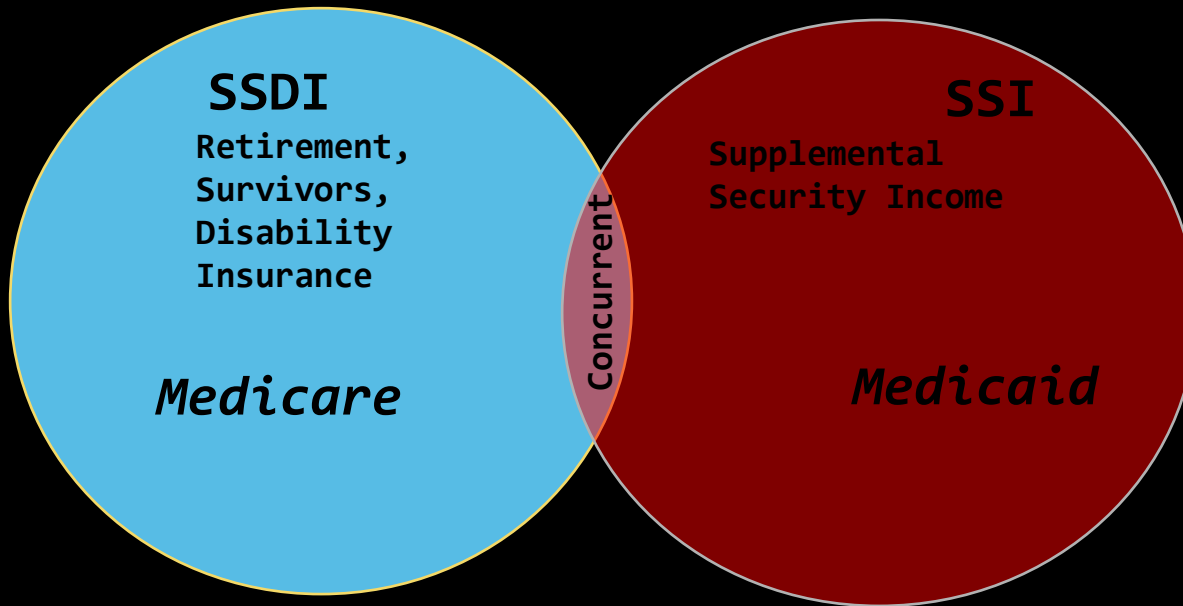 SSDI
Retirement,
Survivors,
Disability
Insurance
Medicare
Concurrent
SSI
Supplemental
Security Income
Medicaid